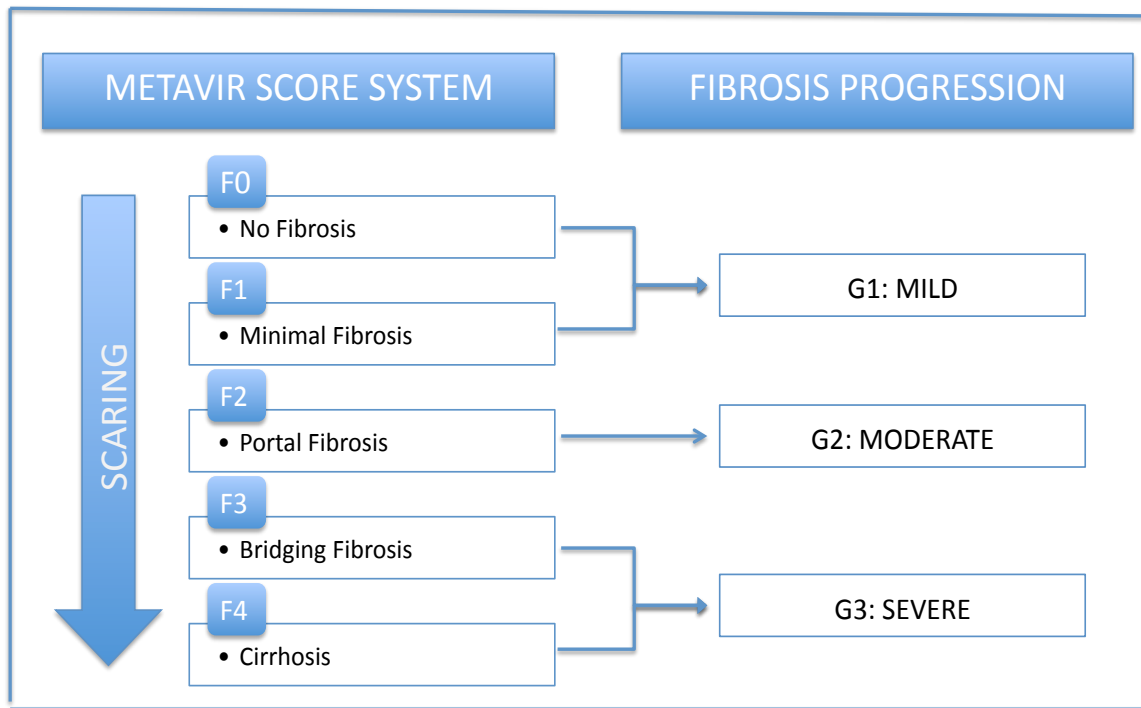 METAVIR SCORE SYSTEM
FIBROSIS PROGRESSION
SCARING
F0
• No Fibrosis
F1
• Minimal Fibrosis
F2
• Portal Fibrosis
F3
• Bridging Fibrosis
F4
• Cirrhosis
G1: MILD
G2: MODERATE
G3: SEVERE